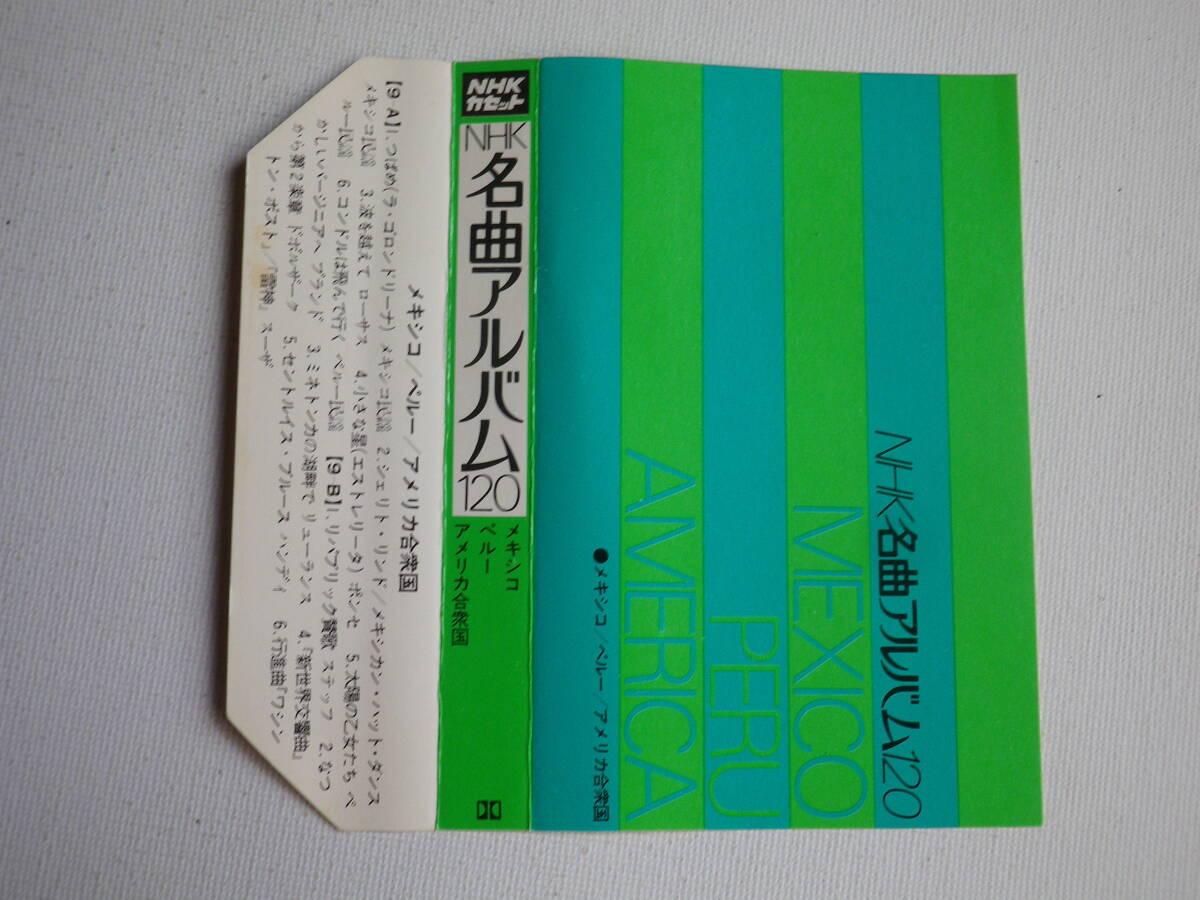 NHK名曲アルバム120
MEXICO
PERU
AMERICA
●メキシコ/ペルー/アメリカ合衆国
NHK
カセット
NHK
名曲アルバム
120
メキシコ
ペルー
アメリカ合衆国
メキシコ/ペルー/アメリカ合衆国
【9-A】1.つばめ(ラ・ゴロンドリーナ) メキシコ民謡 2.シェリト・リンド/メキシカン・ハット・ダンス
メキシコ民謡 3.波を越えて ローサス 4.小さな星(エストレリータ) ポンセ 5.太陽の乙女たち ペ
ルー民謡 6.コンドルは飛んで行く ペルー民謡 【9-B】1.リパブリック賛歌 ステッフ 2.なつ
かしいバージニアへ ブランド 3.ミネトンカの湖畔で リューランス 4.「新世界交響曲」
から第2楽章 ドボルザーク 5.セントルイス・ブルース ハンディ 6.行進曲「ワシン
トン・ポスト」/「雷神」 スーザ